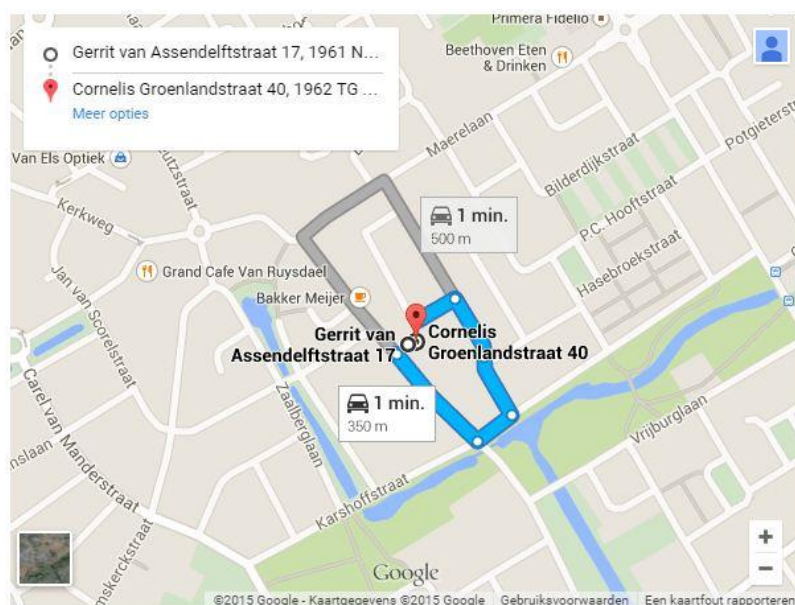 Gerrit van Assendelftstraat 17, 1961 N...
Cornelis Groenlandstraat 40, 1962 TG ...
Meer opties
Primera Fidelio
Beethoven Eten
& Drinken
Maerelaan
Potgieterstr
Bilderdijkstraat
Van Els Optiek
P.C. Hooftstraat
Kerkweg
1 min.
500 m
Hasebroekstraat
Grand Cafe Van Ruysdael
Jan van Scorelstraat
Bakker Meijer
Gerrit van
Assendelftstraat 17
Cornelis
Groenlandstraat 40
1 min.
350 m
Zaalberglaan
Vrijburglaan
Carel van Manderstraat
nslaan
Karshoffstraat
mskerckstraat
+
−
Google
©2015 Google - Kaartgegevens ©2015 Google Gebruiksvoorwaarden Een kaartfout rapporteren